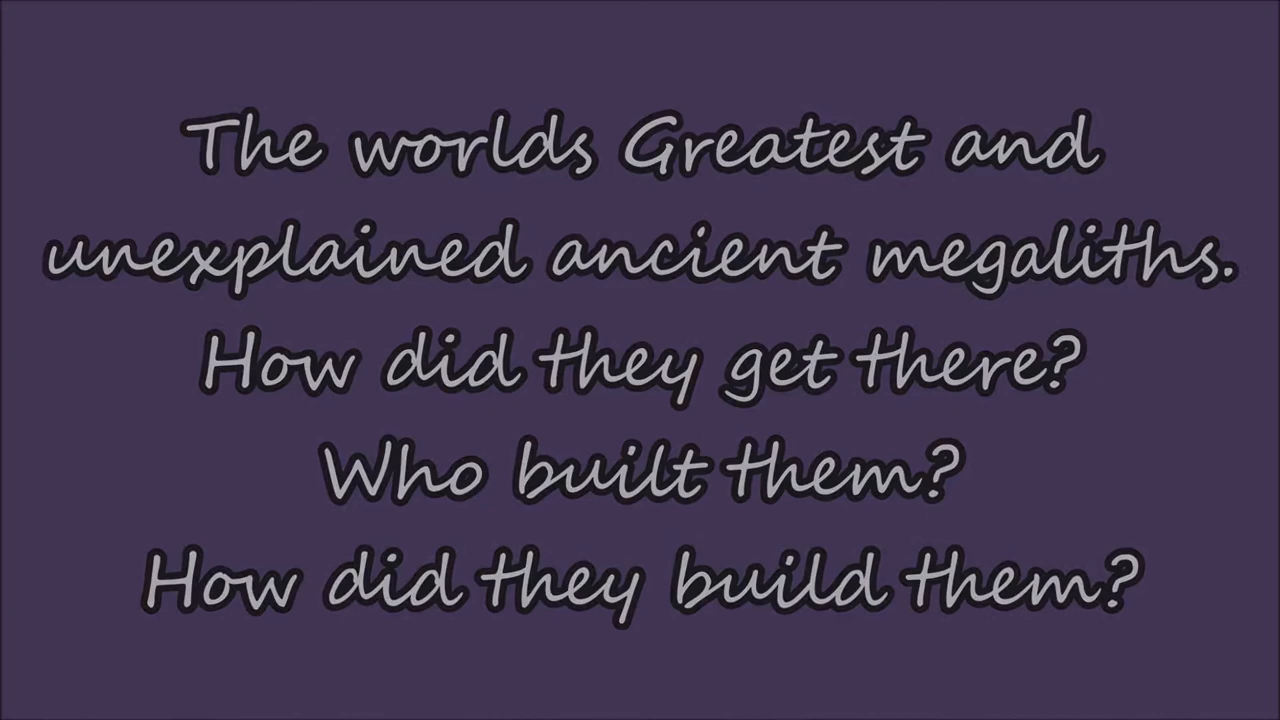 The worlds Greatest and
unexplained ancient megaliths.
How did they get there?
Who built them?
How did they build them?